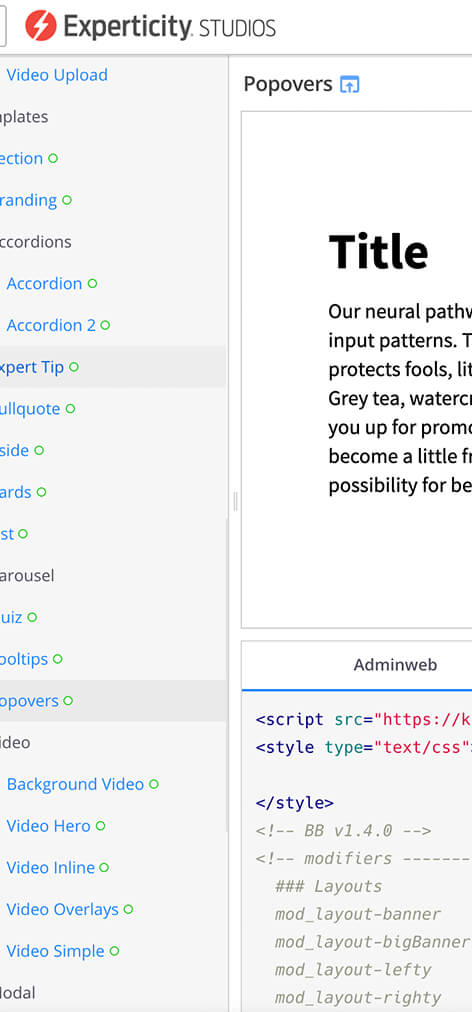 Experticity. STUDIOS
Video Upload
nplates
ection
randing
ccordions
Accordion
Accordion 2
xpert Tip
ullquote
side
ards
st
arousel
uiz
ooltips
opovers
ideo
Background Video
Video Hero
Video Inline
Video Overlays
Video Simple
lodal
Popovers
Title
Our neural pathw
input patterns. T
protects fools, lit
Grey tea, watercr
you up for promo
become a little fr
possibility for be
Adminweb
<script src="https://k
<style type="text/css">
</style>
<!-- BB v1.4.0 -->
<!-- modifiers -------
### Layouts
mod_layout-banner
mod_layout-bigBanner
mod_layout-lefty
mod_layout-righty